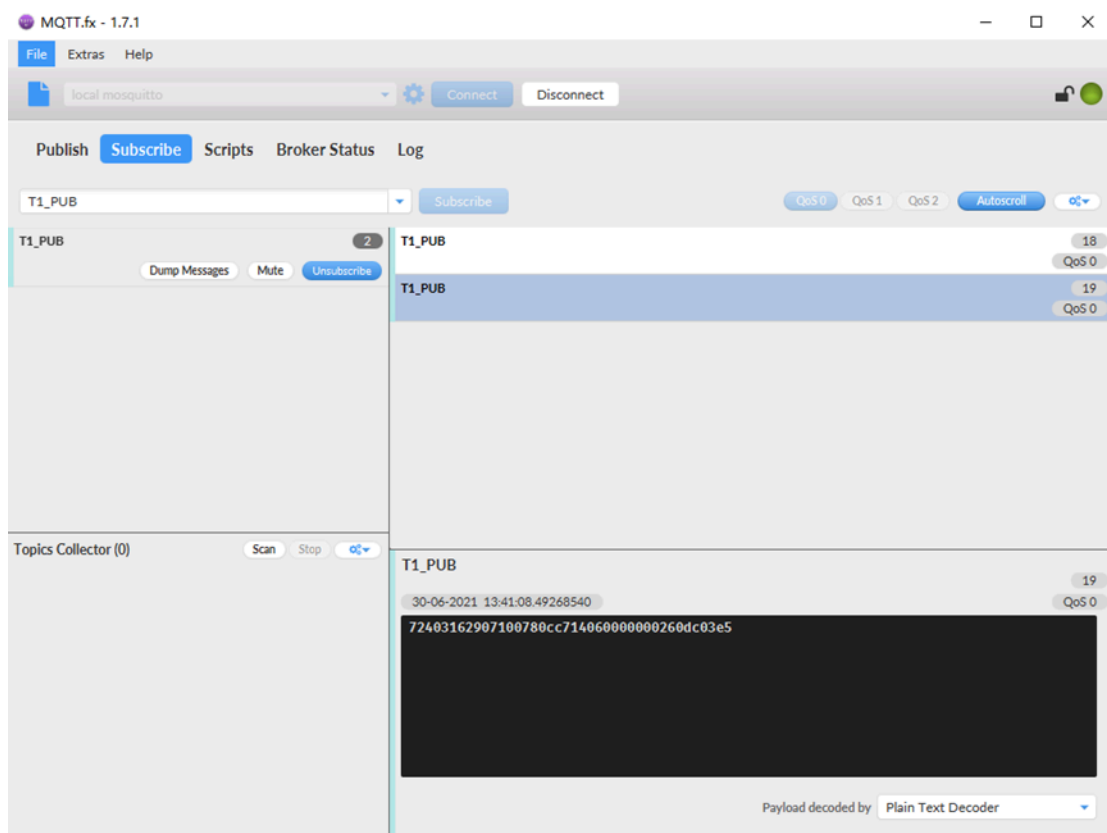 MQTT.fx - 1.7.1
File Extras Help
local mosquitto Connect Disconnect
Publish Subscribe Scripts Broker Status Log
T1_PUB Subscribe QoS 0 QoS 1 QoS 2 Autoscroll
T1_PUB 2
Dump Messages Mute Unsubscribe
T1_PUB 18
QoS 0
T1_PUB 19
QoS 0
Topics Collector (0) Scan Stop
T1_PUB
19
30-06-2021 13:41:08.49268540 QoS 0
72403162907100780cc714060000000260dc03e5
Payload decoded by Plain Text Decoder